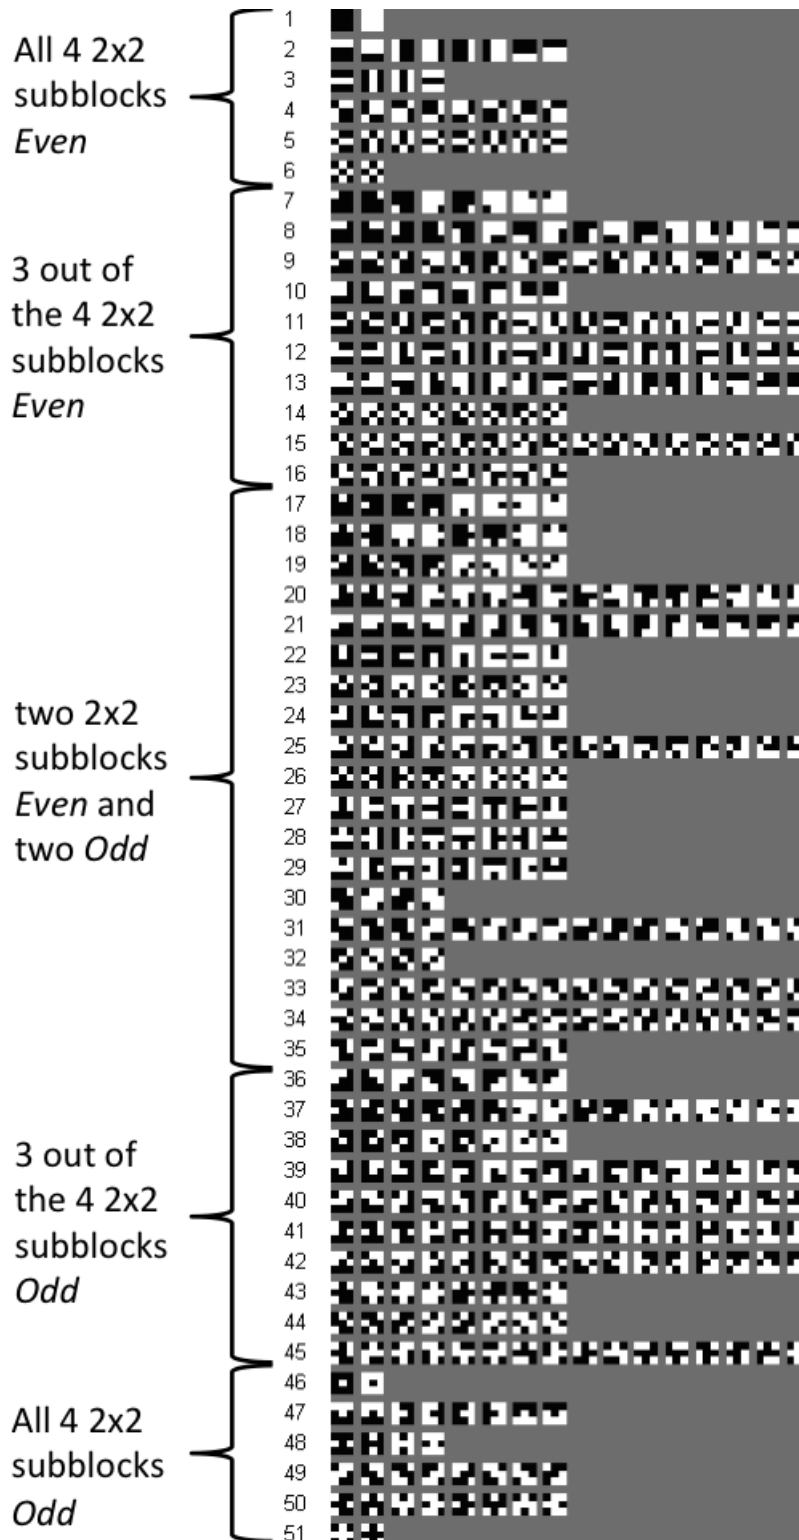 All 4 2x2
subblocks
Even
3 out of
the 4 2x2
subblocks
Even
two 2x2
subblocks
Even and
two Odd
3 out of
the 4 2x2
subblocks
Odd
All 4 2x2
subblocks
Odd
1
2
3
4
5
6
7
8
9
10
11
12
13
14
15
16
17
18
19
20
21
22
23
24
25
26
27
28
29
30
31
32
33
34
35
36
37
38
39
40
41
42
43
44
45
46
47
48
49
50
51